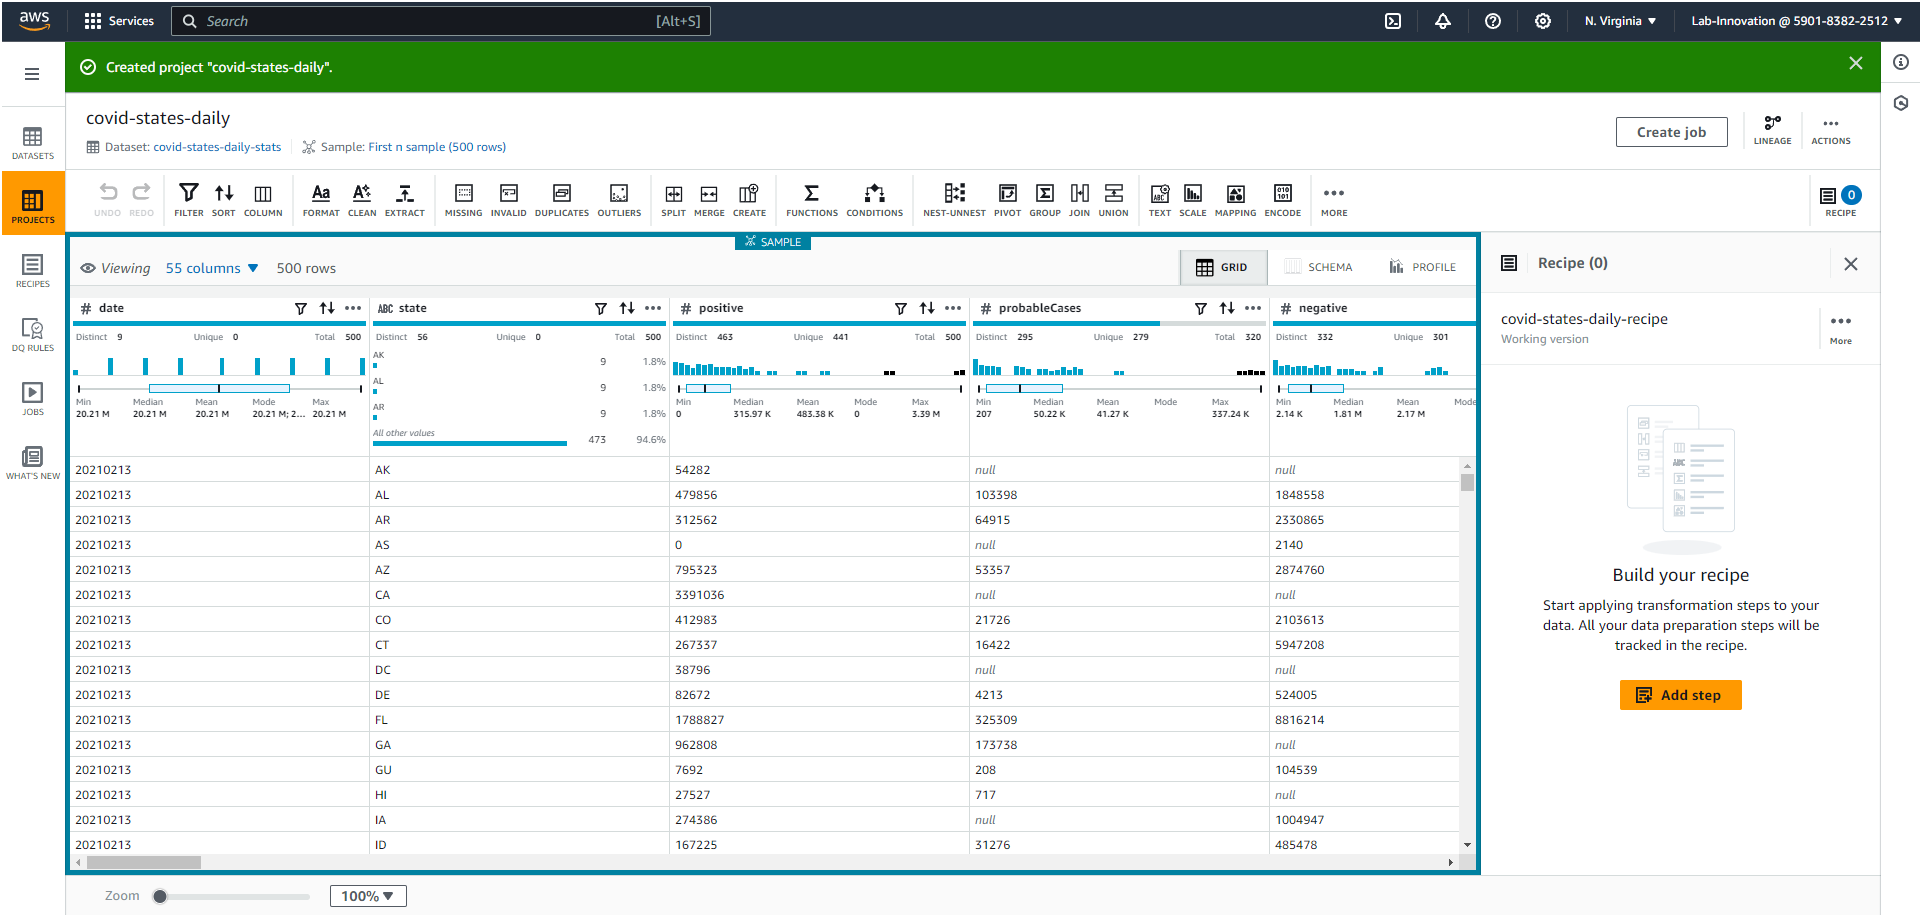 aws Services Search [Alt+S] N. Virginia Lab-Innovation @ 5901-8382-2512
Created project "covid-states-daily".
covid-states-daily
Dataset: covid-states-daily-stats Sample: First n sample (500 rows)
Create job LINEAGE ACTIONS
DATASETS
PROJECTS
RECIPES
DQ RULES
JOBS
WHAT'S NEW
UNDO REDO FILTER SORT COLUMN FORMAT CLEAN EXTRACT MISSING INVALID DUPLICATES OUTLIERS SPLIT MERGE CREATE FUNCTIONS CONDITIONS NEST-UNNEST PIVOT GROUP JOIN UNION TEXT SCALE MAPPING ENCODE MORE 0 RECIPE
SAMPLE
Viewing 55 columns 500 rows GRID SCHEMA PROFILE
# date ABC state # positive # probableCases # negative
Distinct 9 Unique 0 Total 500 Distinct 56 Unique 0 Total 500 Distinct 463 Unique 441 Total 500 Distinct 295 Unique 279 Total 320 Distinct 332 Unique 301
AK 9 1.8%
AL 9 1.8%
AR 9 1.8%
All other values 473 94.6%
Min Median Mean Mode Max
20.21 M 20.21 M 20.21 M 20.21 M; 2... 20.21 M
Min Median Mean Mode Max
0 315.97 K 483.38 K 0 3.39 M
Min Median Mean Mode Max
207 50.22 K 41.27 K 337.24 K
Min Median Mean Mode
2.14 K 1.81 M 2.17 M
20210213 AK 54282 null null
20210213 AL 479856 103398 1848558
20210213 AR 312562 64915 2330865
20210213 AS 0 null 2140
20210213 AZ 795323 53357 2874760
20210213 CA 3391036 null null
20210213 CO 412983 21726 2103613
20210213 CT 267337 16422 5947208
20210213 DC 38796 null null
20210213 DE 82672 4213 524005
20210213 FL 1788827 325309 8816214
20210213 GA 962808 173738 null
20210213 GU 7692 208 104539
20210213 HI 27527 717 null
20210213 IA 274386 null 1004947
20210213 ID 167225 31276 485478
Zoom 100%
Recipe (0)
covid-states-daily-recipe
Working version
More
Build your recipe
Start applying transformation steps to your
data. All your data preparation steps will be
tracked in the recipe.
Add step